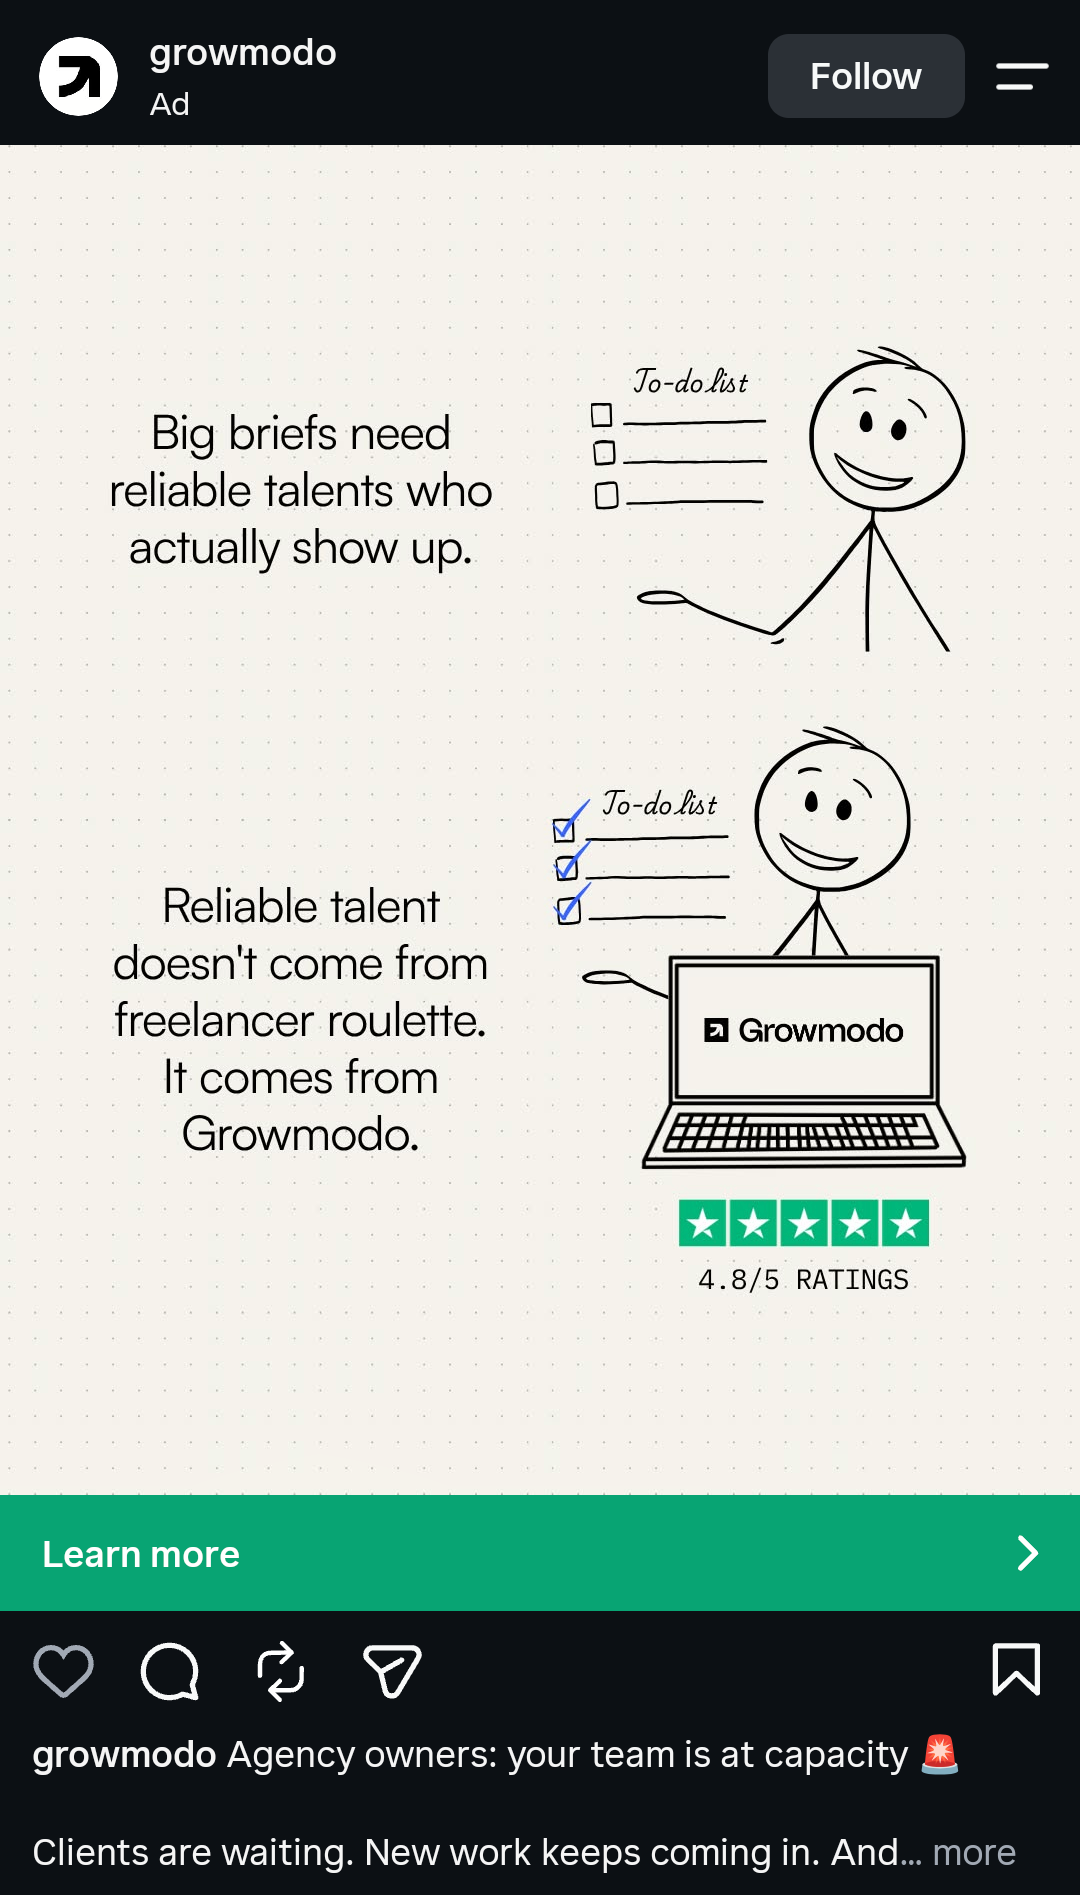 growmodo
Ad
Follow
Big briefs need
reliable talents who
actually show up.
To-do list
Reliable talent
doesn't come from
freelancer roulette.
It comes from
Growmodo.
To-do list
Growmodo
4.8/5 RATINGS
Learn more
growmodo Agency owners: your team is at capacity 🚨
Clients are waiting. New work keeps coming in. And... more